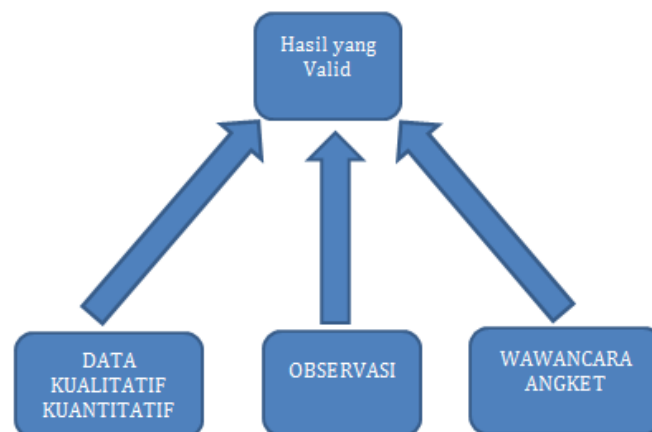 Hasil yang
Valid
DATA
KUALITATIF
KUANTITATIF
OBSERVASI
WAWANCARA
ANGKET